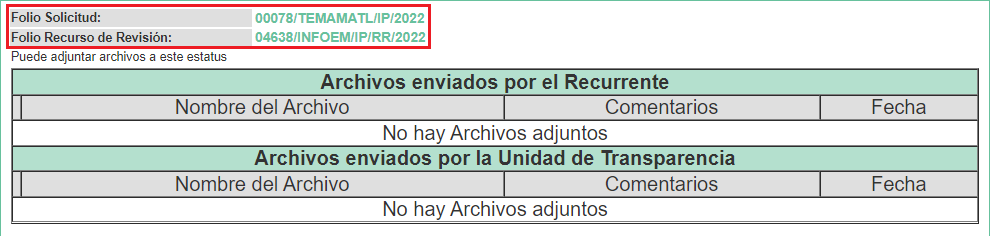 Folio Solicitud: 00078/TEMAMATL/IP/2022
Folio Recurso de Revisión: 04638/INFOEM/IP/RR/2022
Puede adjuntar archivos a este estatus
Archivos enviados por el Recurrente
Nombre del Archivo Comentarios Fecha
No hay Archivos adjuntos
Archivos enviados por la Unidad de Transparencia
Nombre del Archivo Comentarios Fecha
No hay Archivos adjuntos